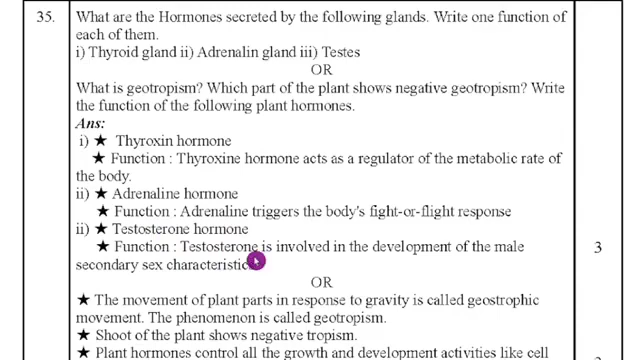 35. What are the Hormones secreted by the following glands. Write one function of
each of them.
i) Thyroid gland ii) Adrenalin gland iii) Testes
OR
What is geotropism? Which part of the plant shows negative geotropism? Write
the function of the following plant hormones.
Ans:
i) ★ Thyroxin hormone
★ Function : Thyroxine hormone acts as a regulator of the metabolic rate of
the body.
ii) ★ Adrenaline hormone
★ Function : Adrenaline triggers the body's fight-or-flight response
ii) ★ Testosterone hormone
★ Function : Testosterone is involved in the development of the male
3
secondary sex characteristic
OR
★ The movement of plant parts in response to gravity is called geostrophic
movement. The phenomenon is called geotropism.
★ Shoot of the plant shows negative tropism.
★ Plant hormones control all the growth and development activities like cell